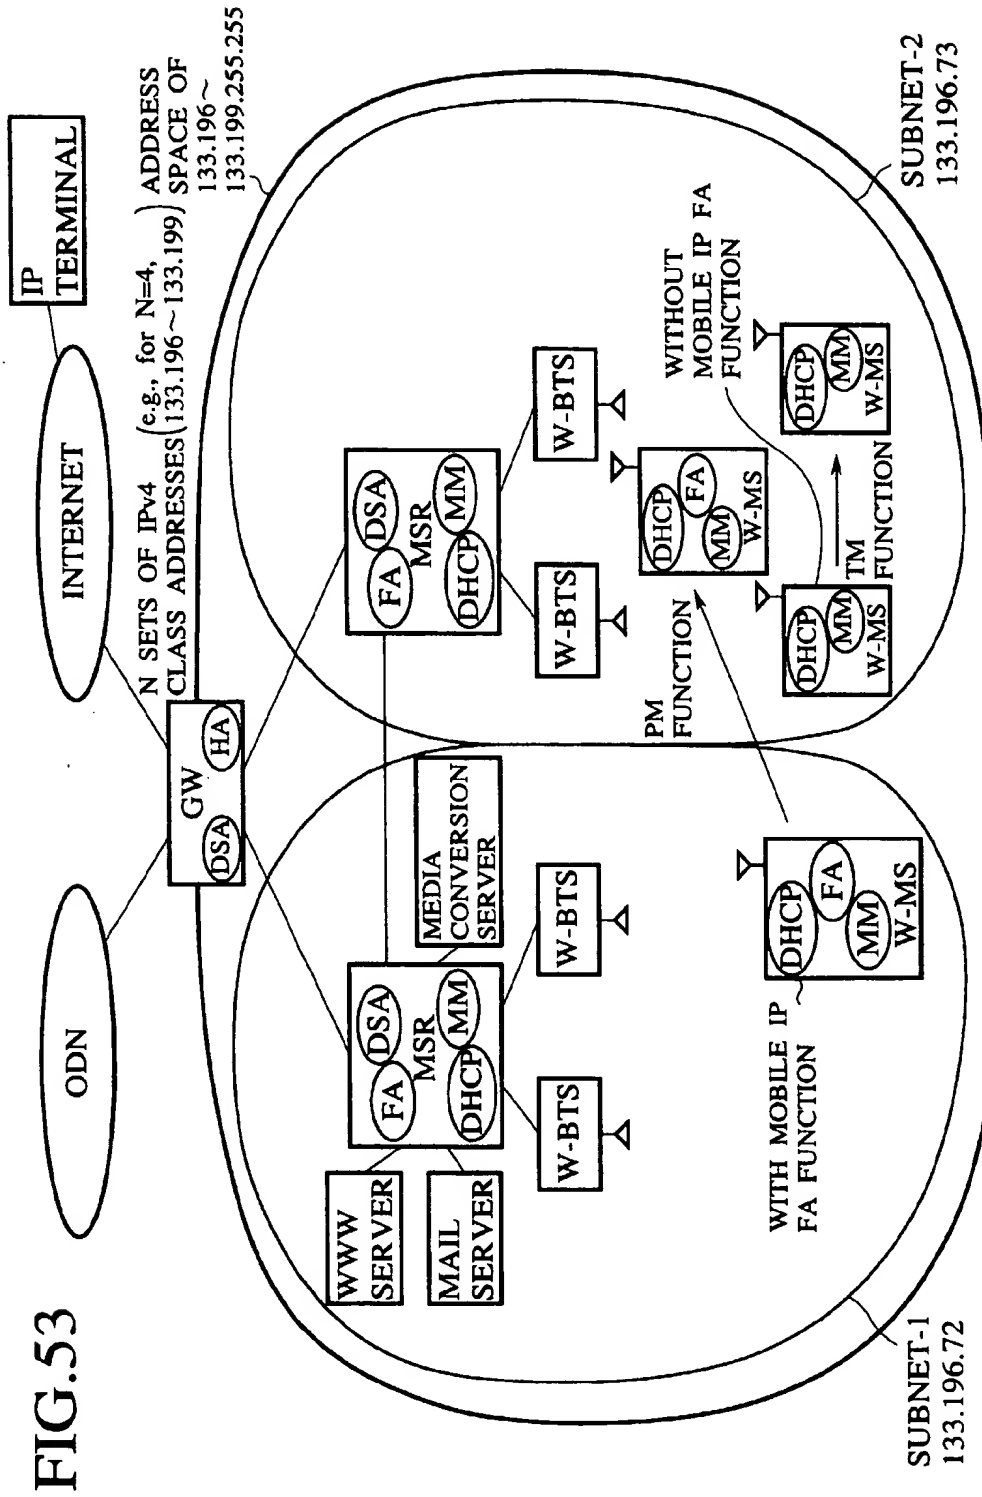 FIG.53
ODN
INTERNET
IP
TERMINAL
GW
DSA
HA
N SETS OF IPv4
CLASS ADDRESSES
(e.g., for N=4,
133.196~133.199)
ADDRESS
SPACE OF
133.196~
133.199.255.255
WWW
SERVER
MAIL
SERVER
FA
DSA
MSR
DHCP
MM
MEDIA
CONVERSION
SERVER
FA
DSA
MSR
DHCP
MM
W-BTS
W-BTS
W-BTS
W-BTS
PM
FUNCTION
DHCP
FA
MM
W-MS
WITHOUT
MOBILE IP FA
FUNCTION
WITH MOBILE IP
FA FUNCTION
DHCP
FA
MM
W-MS
DHCP
MM
W-MS
TM
FUNCTION
DHCP
MM
W-MS
SUBNET-1
133.196.72
SUBNET-2
133.196.73